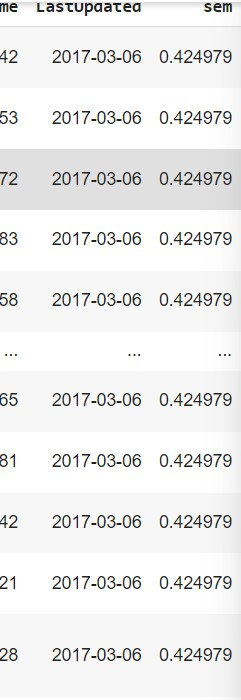 me LastUpdated sem
42 2017-03-06 0.424979
53 2017-03-06 0.424979
72 2017-03-06 0.424979
83 2017-03-06 0.424979
58 2017-03-06 0.424979
... ... ...
65 2017-03-06 0.424979
81 2017-03-06 0.424979
42 2017-03-06 0.424979
21 2017-03-06 0.424979
28 2017-03-06 0.424979